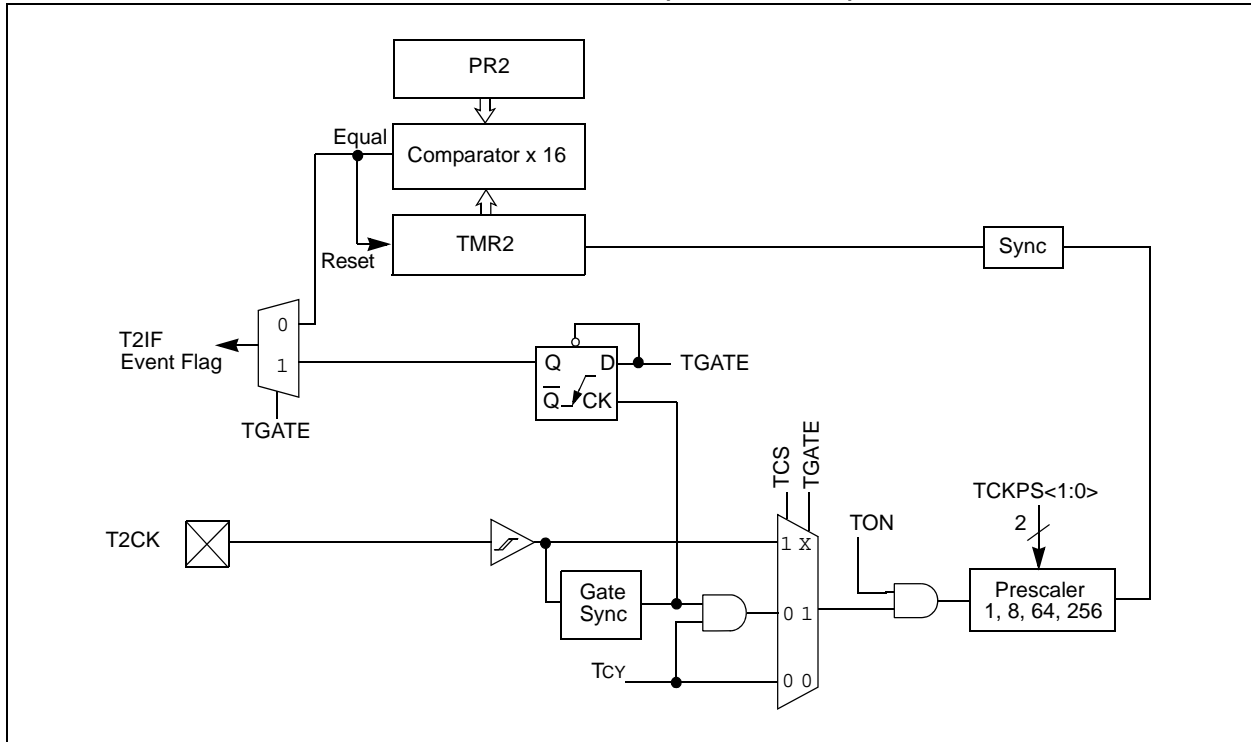 PR2
Equal
Comparator x 16
TMR2
Reset
Sync
0
1
T2IF
Event Flag
TGATE
Q
D
TGATE
Q
CK
TCS
TGATE
TCKPS<1:0>
2
TON
T2CK
1 X
Gate
Sync
0 1
Prescaler
1, 8, 64, 256
TCY
0 0